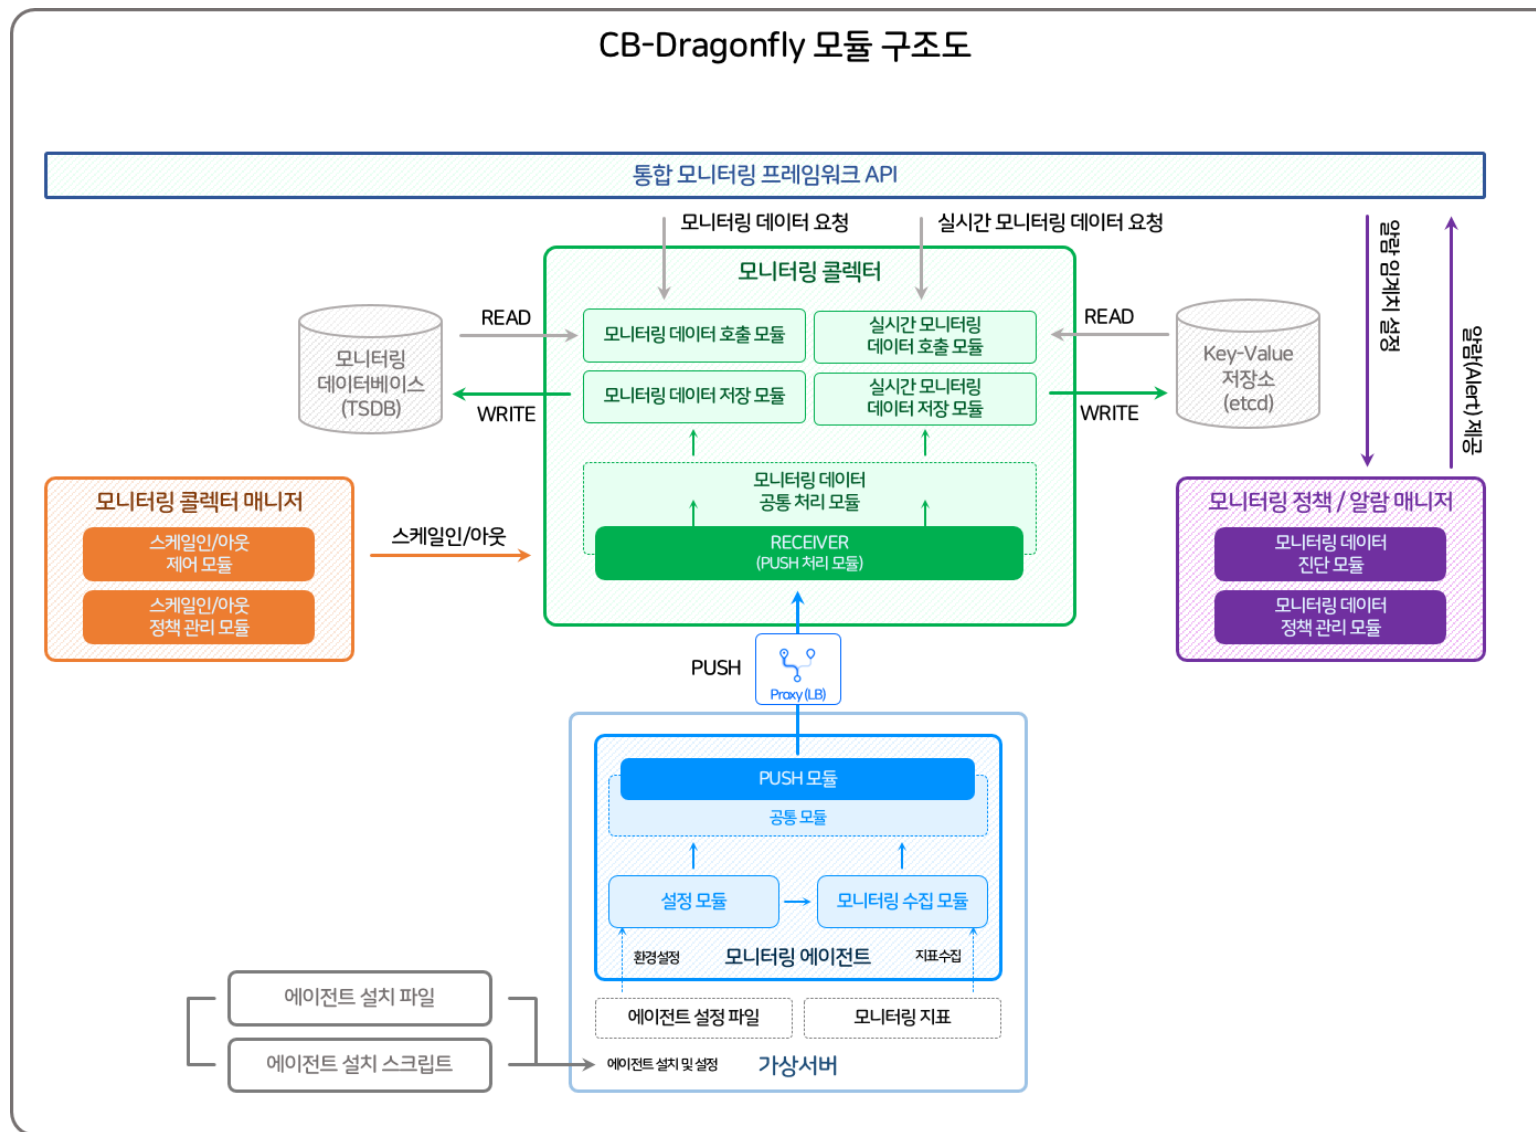 CB-Dragonfly 모듈 구조도
통합 모니터링 프레임워크 API
모니터링 데이터 요청
실시간 모니터링 데이터 요청
알람 임계치 설정
알람(Alert) 제공
모니터링 콜렉터
READ
모니터링 데이터 호출 모듈
실시간 모니터링
데이터 호출 모듈
READ
모니터링
데이터베이스
(TSDB)
Key-Value
저장소
(etcd)
WRITE
모니터링 데이터 저장 모듈
실시간 모니터링
데이터 저장 모듈
WRITE
모니터링 데이터
공통 처리 모듈
RECEIVER
(PUSH 처리 모듈)
모니터링 콜렉터 매니저
스케일인/아웃
제어 모듈
스케일인/아웃
정책 관리 모듈
스케일인/아웃
모니터링 정책 / 알람 매니저
모니터링 데이터
진단 모듈
모니터링 데이터
정책 관리 모듈
PUSH
Proxy (LB)
PUSH 모듈
공통 모듈
설정 모듈
모니터링 수집 모듈
환경설정
모니터링 에이전트
지표수집
에이전트 설정 파일
모니터링 지표
에이전트 설치 파일
에이전트 설치 스크립트
에이전트 설치 및 설정
가상서버